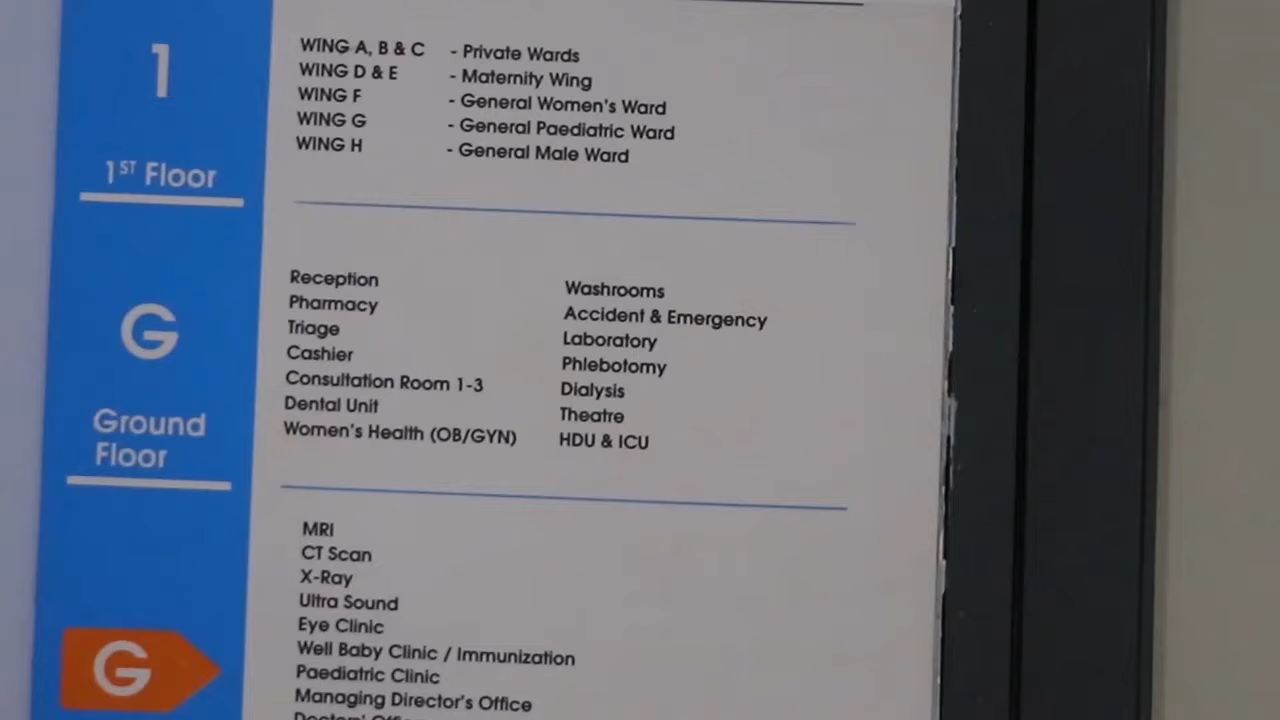 1
1ST Floor
WING A, B & C - Private Wards
WING D & E - Maternity Wing
WING F - General Women's Ward
WING G - General Paediatric Ward
WING H - General Male Ward
G
Ground
Floor
Reception
Pharmacy
Triage
Cashier
Consultation Room 1-3
Dental Unit
Women's Health (OB/GYN)
Washrooms
Accident & Emergency
Laboratory
Phlebotomy
Dialysis
Theatre
HDU & ICU
G
MRI
CT Scan
X-Ray
Ultra Sound
Eye Clinic
Well Baby Clinic / Immunization
Paediatric Clinic
Managing Director's Office